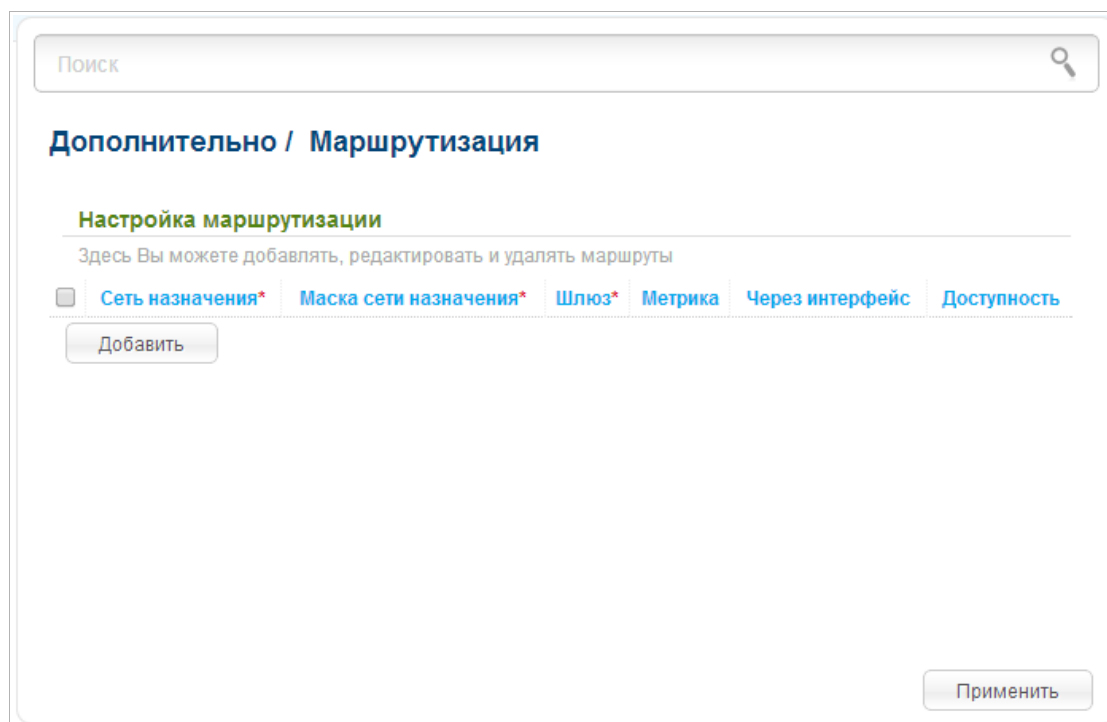 Поиск
Дополнительно / Маршрутизация
Настройка маршрутизации
Здесь Вы можете добавлять, редактировать и удалять маршруты
Сеть назначения* Маска сети назначения* Шлюз* Метрика Через интерфейс Доступность
Добавить
Применить